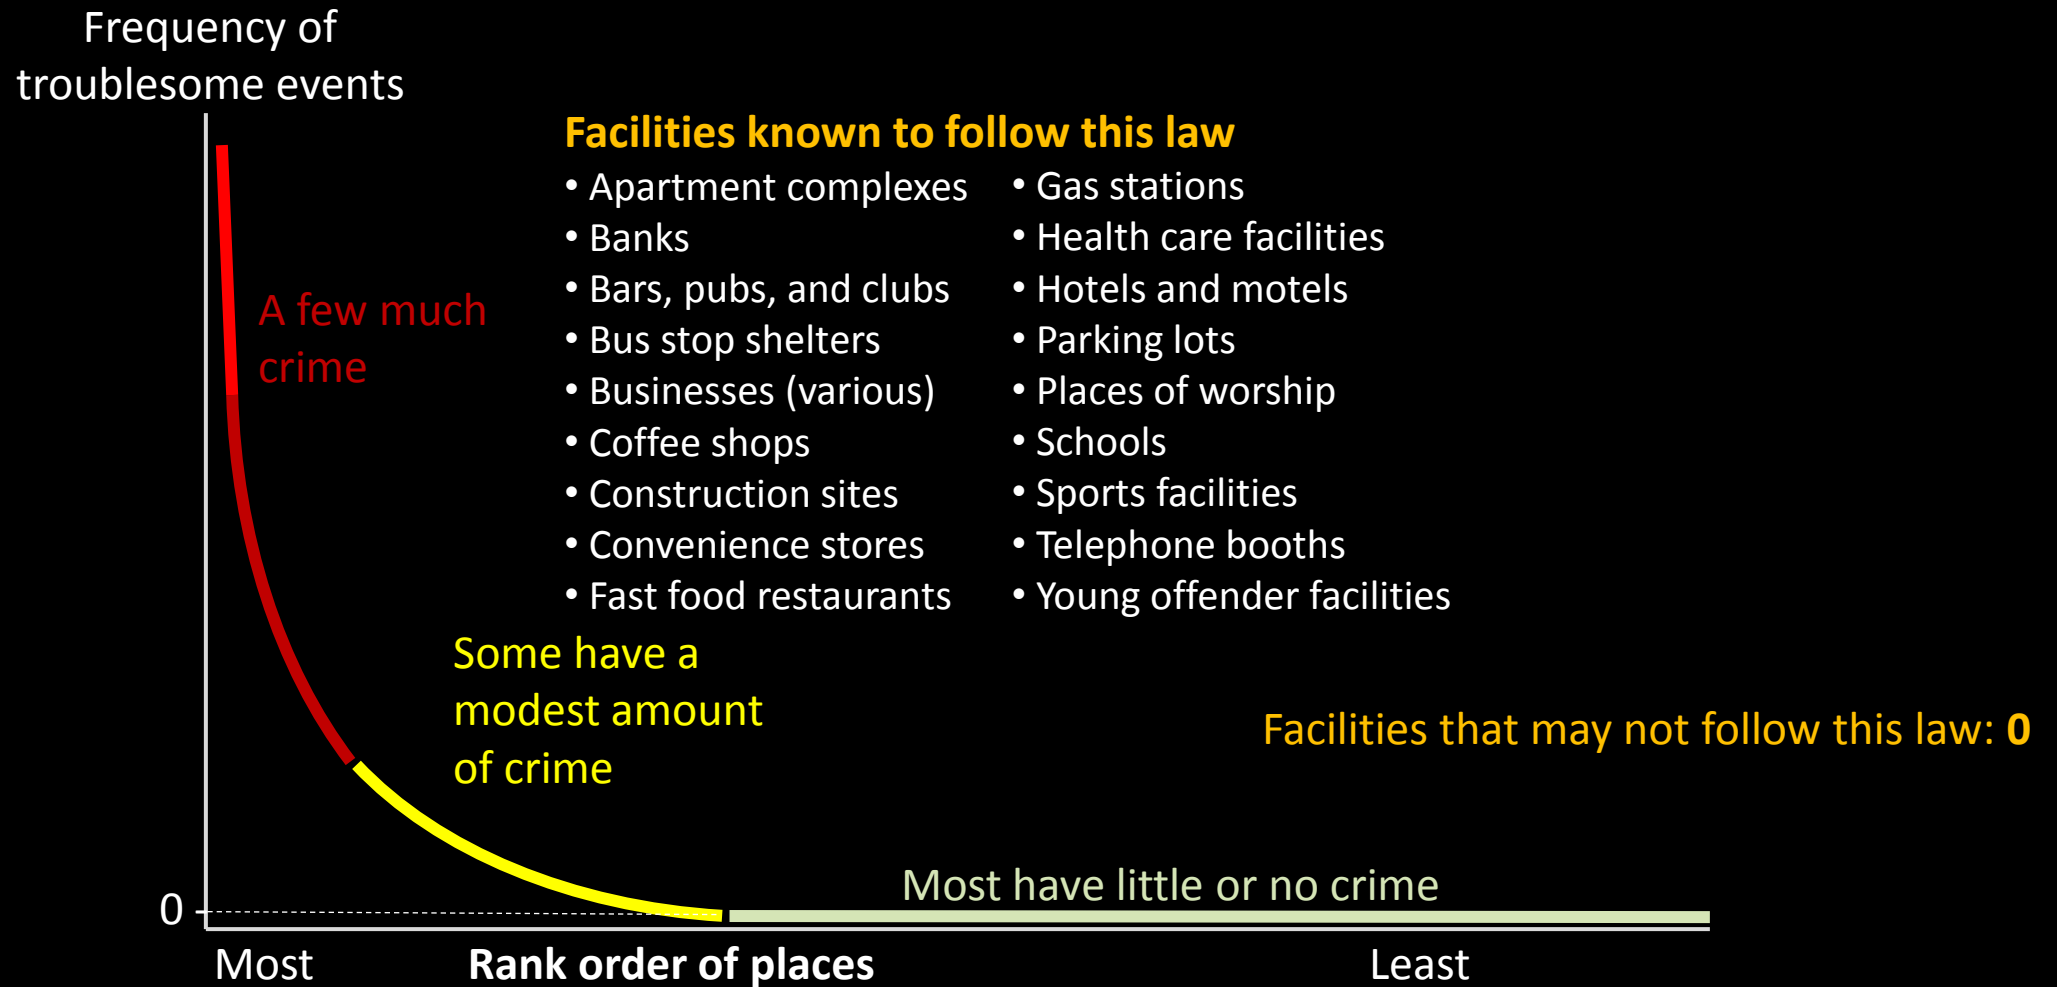 Frequency of
troublesome events
Facilities known to follow this law
• Apartment complexes
• Banks
• Bars, pubs, and clubs
• Bus stop shelters
• Businesses (various)
• Coffee shops
• Construction sites
• Convenience stores
• Fast food restaurants
• Gas stations
• Health care facilities
• Hotels and motels
• Parking lots
• Places of worship
• Schools
• Sports facilities
• Telephone booths
• Young offender facilities
A few much
crime
Some have a
modest amount
of crime
Facilities that may not follow this law: 0
Most have little or no crime
0
Most
Rank order of places
Least